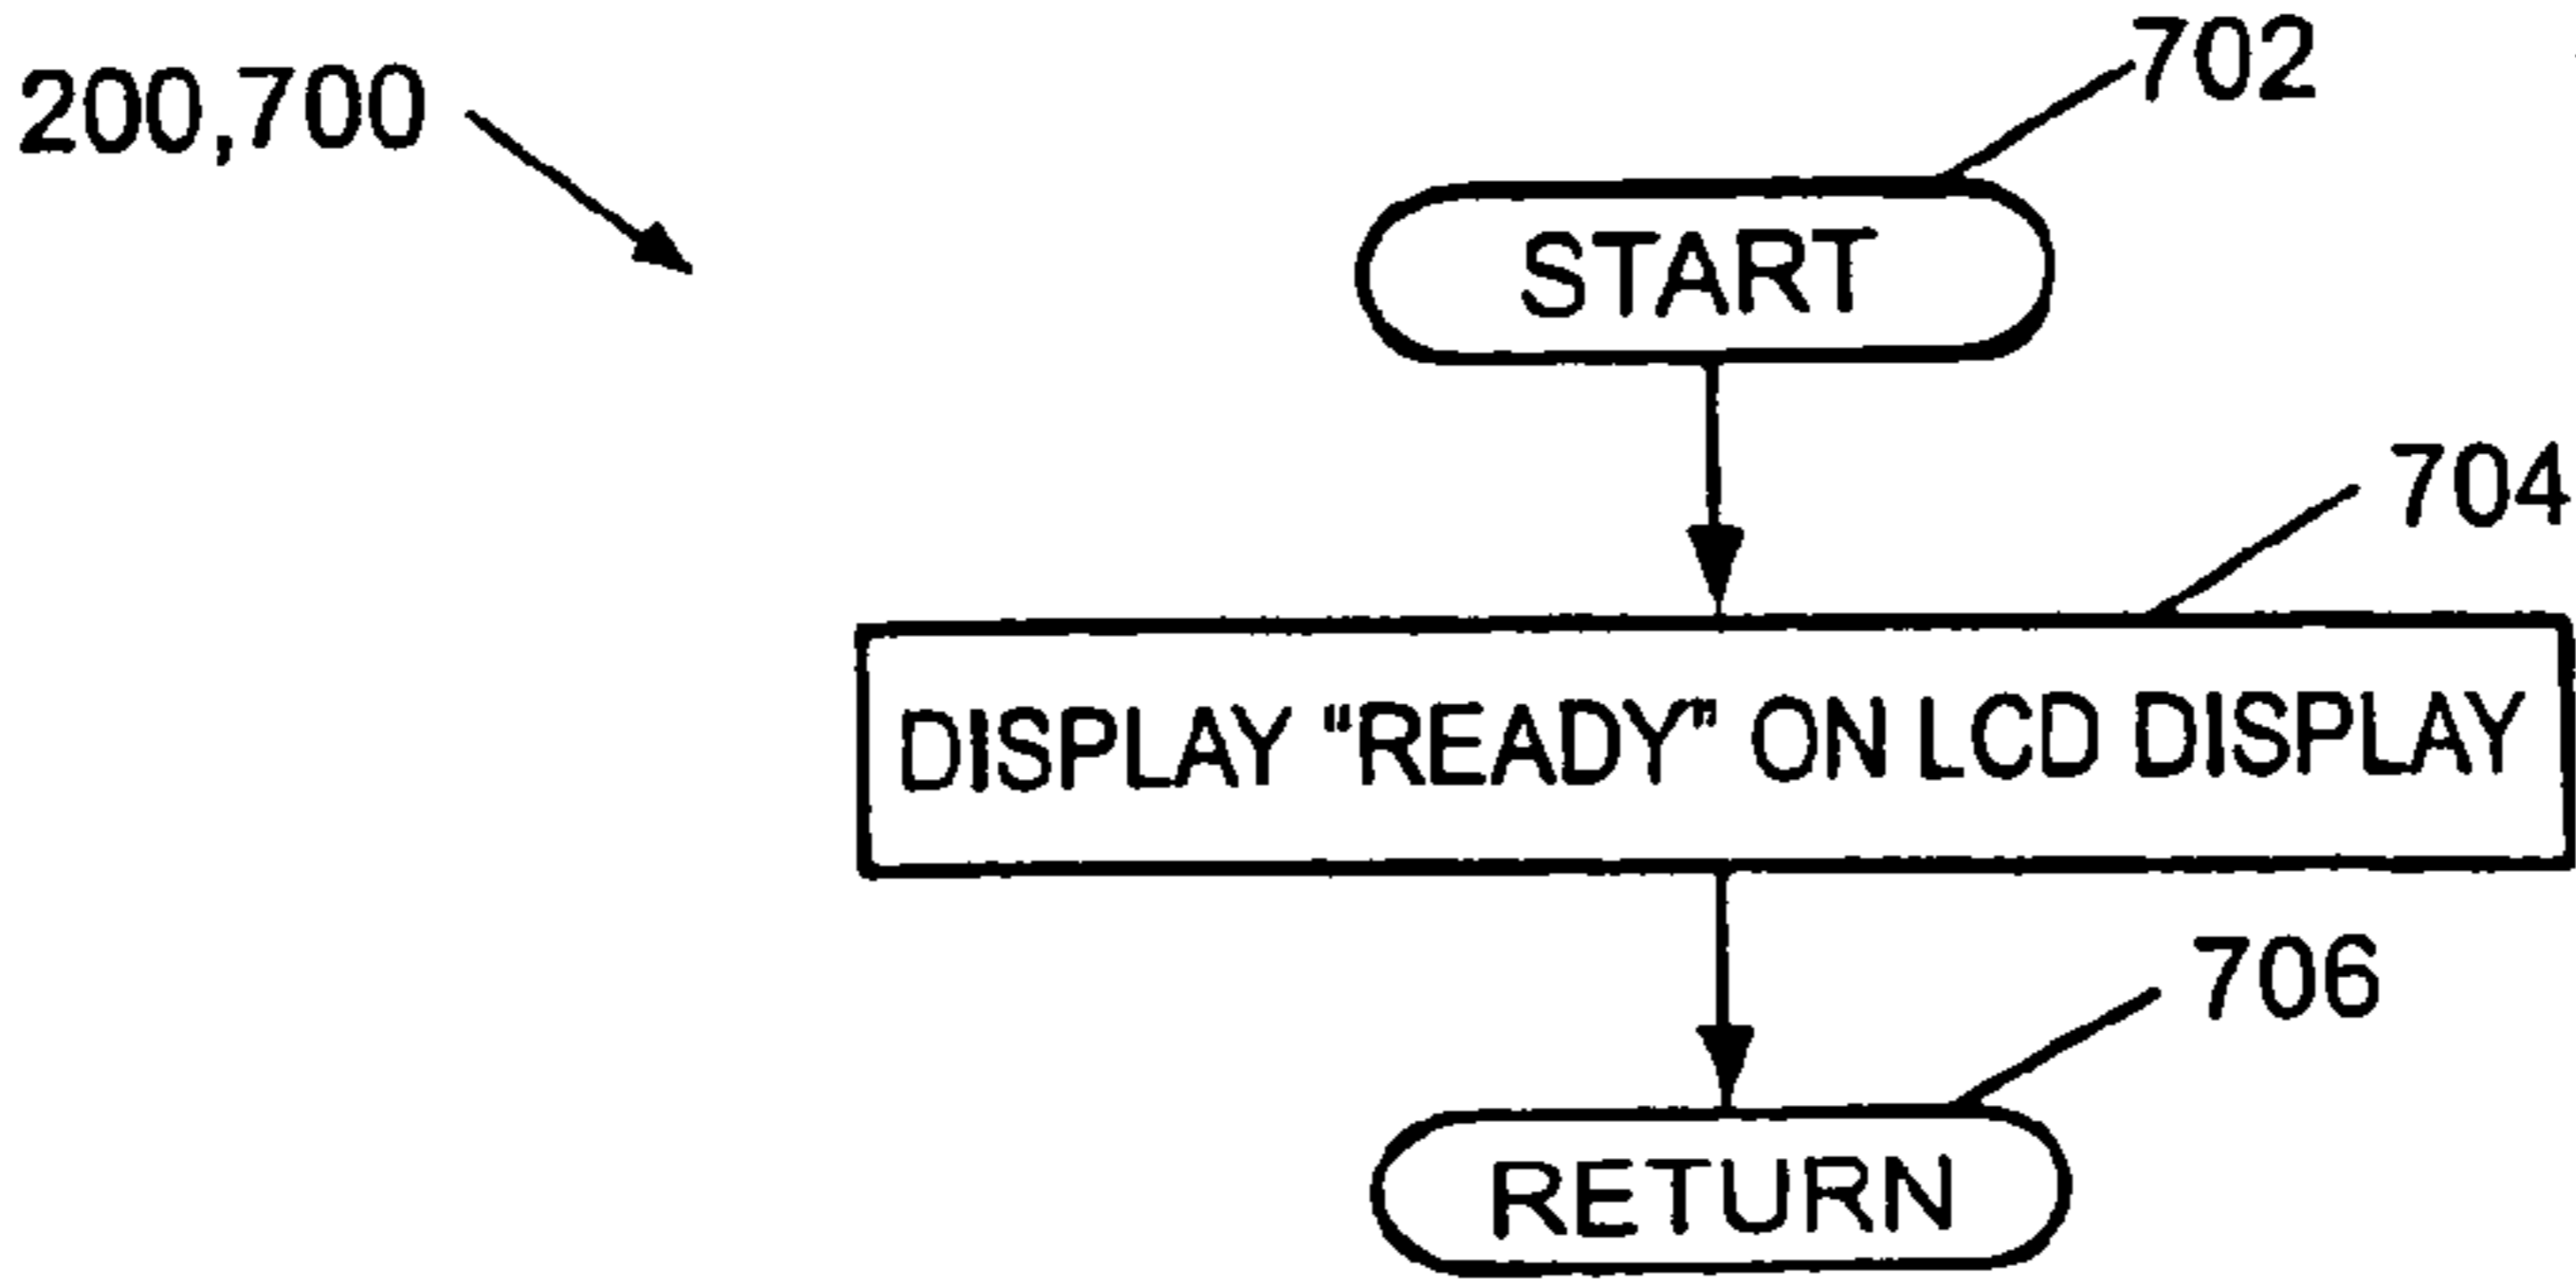 702
200,700
START
704
DISPLAY “READY” ON LCD DISPLAY
706
RETURN